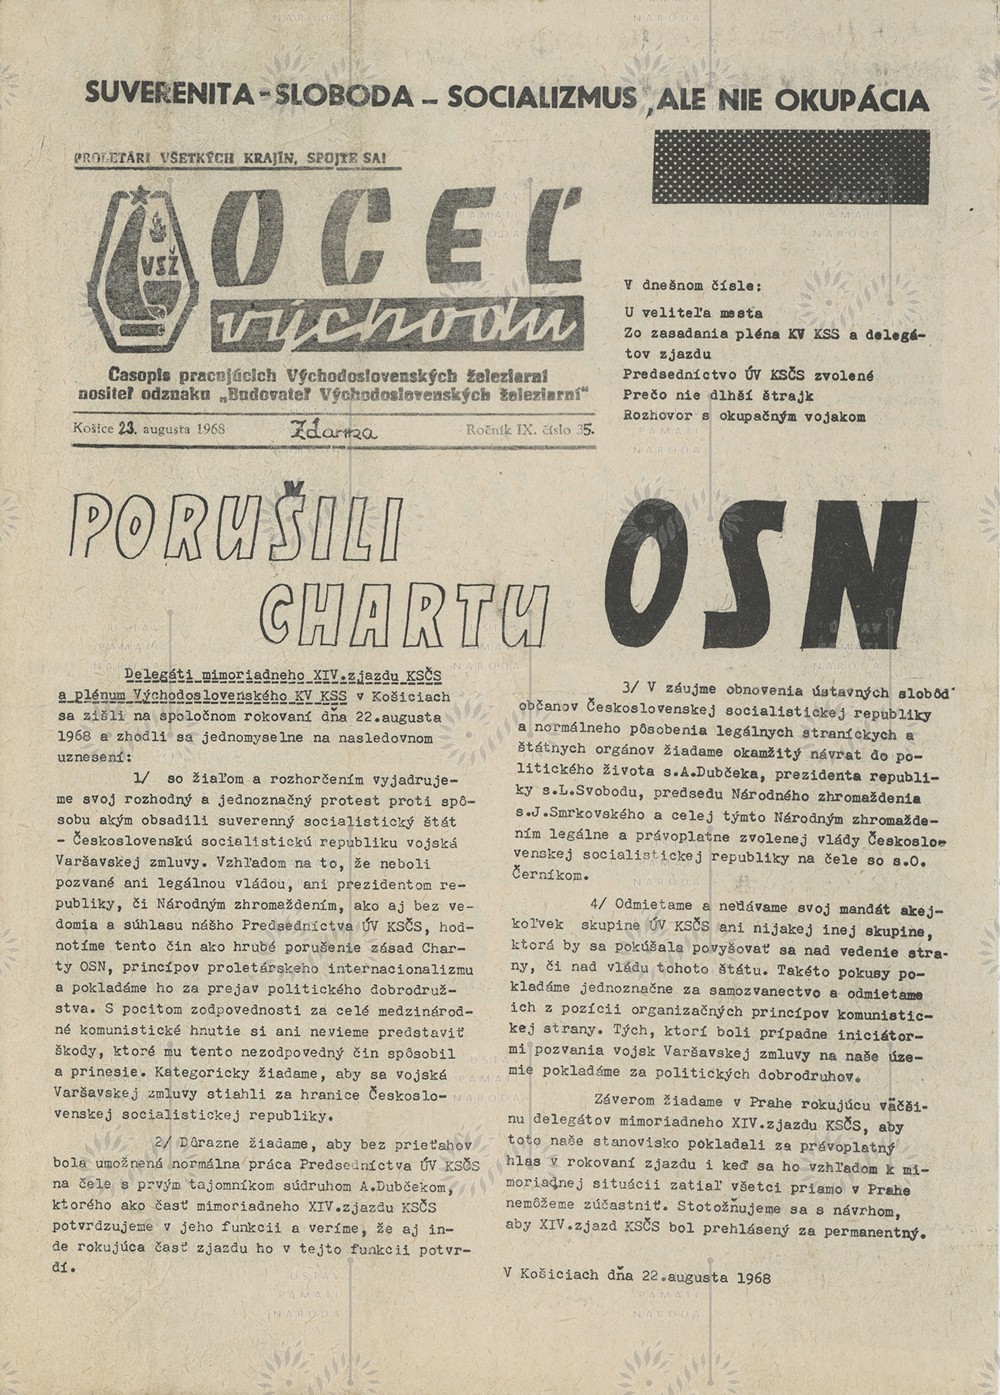 SUVERENITA - SLOBODA - SOCIALIZMUS, ALE NIE OKUPÁCIA
PROLETÁRI VŠETKÝCH KRAJÍN, SPOJTE SA!
VSŽ
OCEĽ
východu
Časopis pracujúcich Východoslovenských železiarní
nositeľ odznaku „Budovateľ Východoslovenských železiarní“
Košice 23. augusta 1968 Zdarma Ročník IX. číslo 35.
V dnešnom čísle:
U veliteľa mesta
Zo zasadania pléna KV KSS a delegá-
tov zjazdu
Predsedníctvo ÚV KSČS zvolené
Prečo nie dlhší štrajk
Rozhovor s okupačným vojakom
PORUŠILI
CHARTU
OSN
Delegáti mimoriadneho XIV.zjazdu KSČS
a plénum Východoslovenského KV KSS v Košiciach
sa zišli na spoločnom rokovaní dňa 22.augusta
1968 a zhodli sa jednomyselne na nasledovnom
uznesení:
1/ so žiaľom a rozhorčením vyjadruje-
me svoj rozhodný a jednoznačný protest proti spô-
sobu akým obsadili suverenný socialistický štát
- Československú socialistickú republiku vojská
Varšavskej zmluvy. Vzhľadom na to, že neboli
pozvané ani legálnou vládou, ani prezidentom re-
publiky, či Národným zhromaždením, ako aj bez ve-
domia a súhlasu nášho Predsedníctva ÚV KSČS, hod-
notíme tento čin ako hrubé porušenie zásad Char-
ty OSN, princípov proletárskeho internacionalizmu
a pokladáme ho za prejav politického dobrodruž-
stva. S pocitom zodpovednosti za celé medzinárod-
né komunistické hnutie si ani nevieme predstaviť
škody, ktoré mu tento nezodpovedný čin spôsobil
a prinesie. Kategoricky žiadame, aby sa vojská
Varšavskej zmluvy stiahli za hranice Českoslo-
venskej socialistickej republiky.
2/ Dôrazne žiadame, aby bez prieťahov
bola umožnená normálna práca Predsedníctva ÚV KSČS
na čele s prvým tajomníkom súdruhom A.Dubčekom,
ktorého ako časť mimoriadneho XIV.zjazdu KSČS
potvrdzujeme v jeho funkcii a veríme, že aj in-
de rokujúca časť zjazdu ho v tejto funkcii potvr-
dí.
3/ V záujme obnovenia ústavných slobôd
občanov Československej socialistickej republiky
a normálneho pôsobenia legálnych straníckych a
štátnych orgánov žiadame okamžitý návrat do po-
litického života s.A.Dubčeka, prezidenta republi-
ky s.L.Svobodu, predsedu Národného zhromaždenia
s.J.Smrkovského a celej týmto Národným zhromažde-
ním legálne a právoplatne zvolenej vlády Českoslo-
venskej socialistickej republiky na čele so s.O.
Černíkom.
4/ Odmietame a nedávame svoj mandát akej-
koľvek skupine ÚV KSČS ani nijakej inej skupine,
ktorá by sa pokúšala povyšovať sa nad vedenie stra-
ny, či nad vládu tohoto štátu. Takéto pokusy po-
kladáme jednoznačne za samozvanectvo a odmietame
ich z pozícii organizačných princípov komunistic-
kej strany. Tých, ktorí boli prípadne iniciátor-
mi pozvania vojsk Varšavskej zmluvy na naše úze-
mie pokladáme za politických dobrodruhov.
Záverom žiadame v Prahe rokujúcu väčši-
nu delegátov mimoriadneho XIV.zjazdu KSČS, aby
toto naše stanovisko pokladali za právoplatný
hlas v rokovaní zjazdu i keď sa ho vzhľadom k mi-
moriadnej situácii zatiaľ všetci priamo v Prahe
nemôžeme zúčastniť. Stotožňujeme sa s návrhom,
aby XIV.zjazd KSČS bol prehlásený za permanentný.
V Košiciach dňa 22.augusta 1968